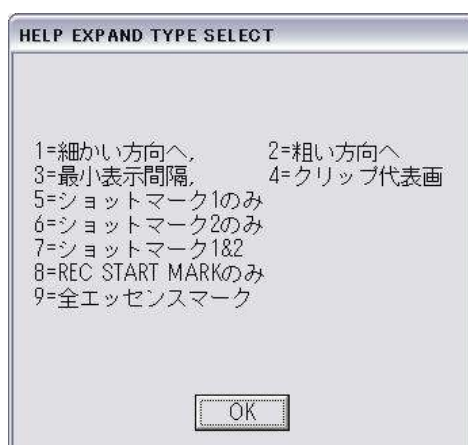 HELP EXPAND TYPE SELECT
1=細かい方向へ, 2=粗い方向へ
3=最小表示間隔, 4=クリップ代表画
5=ショットマーク1のみ
6=ショットマーク2のみ
7=ショットマーク1&2
8=REC START MARKのみ
9=全エッセンスマーク
OK